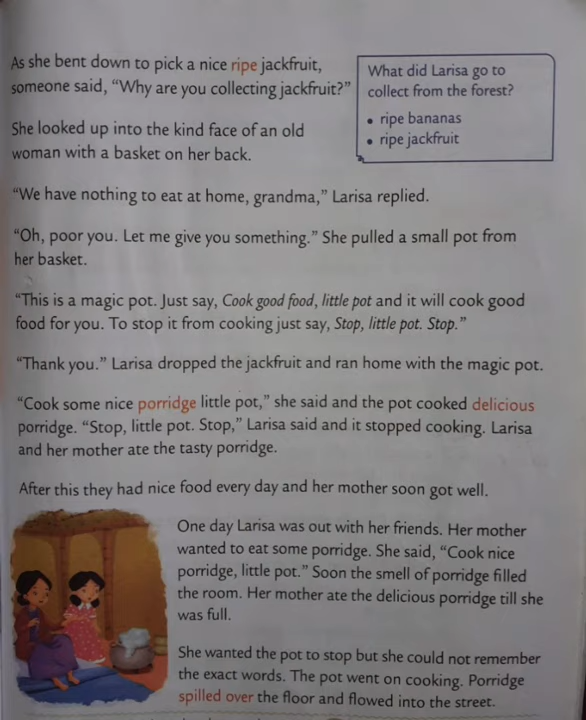 As she bent down to pick a nice ripe jackfruit,
someone said, “Why are you collecting jackfruit?”
She looked up into the kind face of an old
woman with a basket on her back.
What did Larisa go to
collect from the forest?
• ripe bananas
• ripe jackfruit
“We have nothing to eat at home, grandma,” Larisa replied.
“Oh, poor you. Let me give you something.” She pulled a small pot from
her basket.
“This is a magic pot. Just say, Cook good food, little pot and it will cook good
food for you. To stop it from cooking just say, Stop, little pot. Stop.”
“Thank you.” Larisa dropped the jackfruit and ran home with the magic pot.
“Cook some nice porridge little pot,” she said and the pot cooked delicious
porridge. “Stop, little pot. Stop,” Larisa said and it stopped cooking. Larisa
and her mother ate the tasty porridge.
After this they had nice food every day and her mother soon got well.
One day Larisa was out with her friends. Her mother
wanted to eat some porridge. She said, “Cook nice
porridge, little pot.” Soon the smell of porridge filled
the room. Her mother ate the delicious porridge till she
was full.
She wanted the pot to stop but she could not remember
the exact words. The pot went on cooking. Porridge
spilled over the floor and flowed into the street.